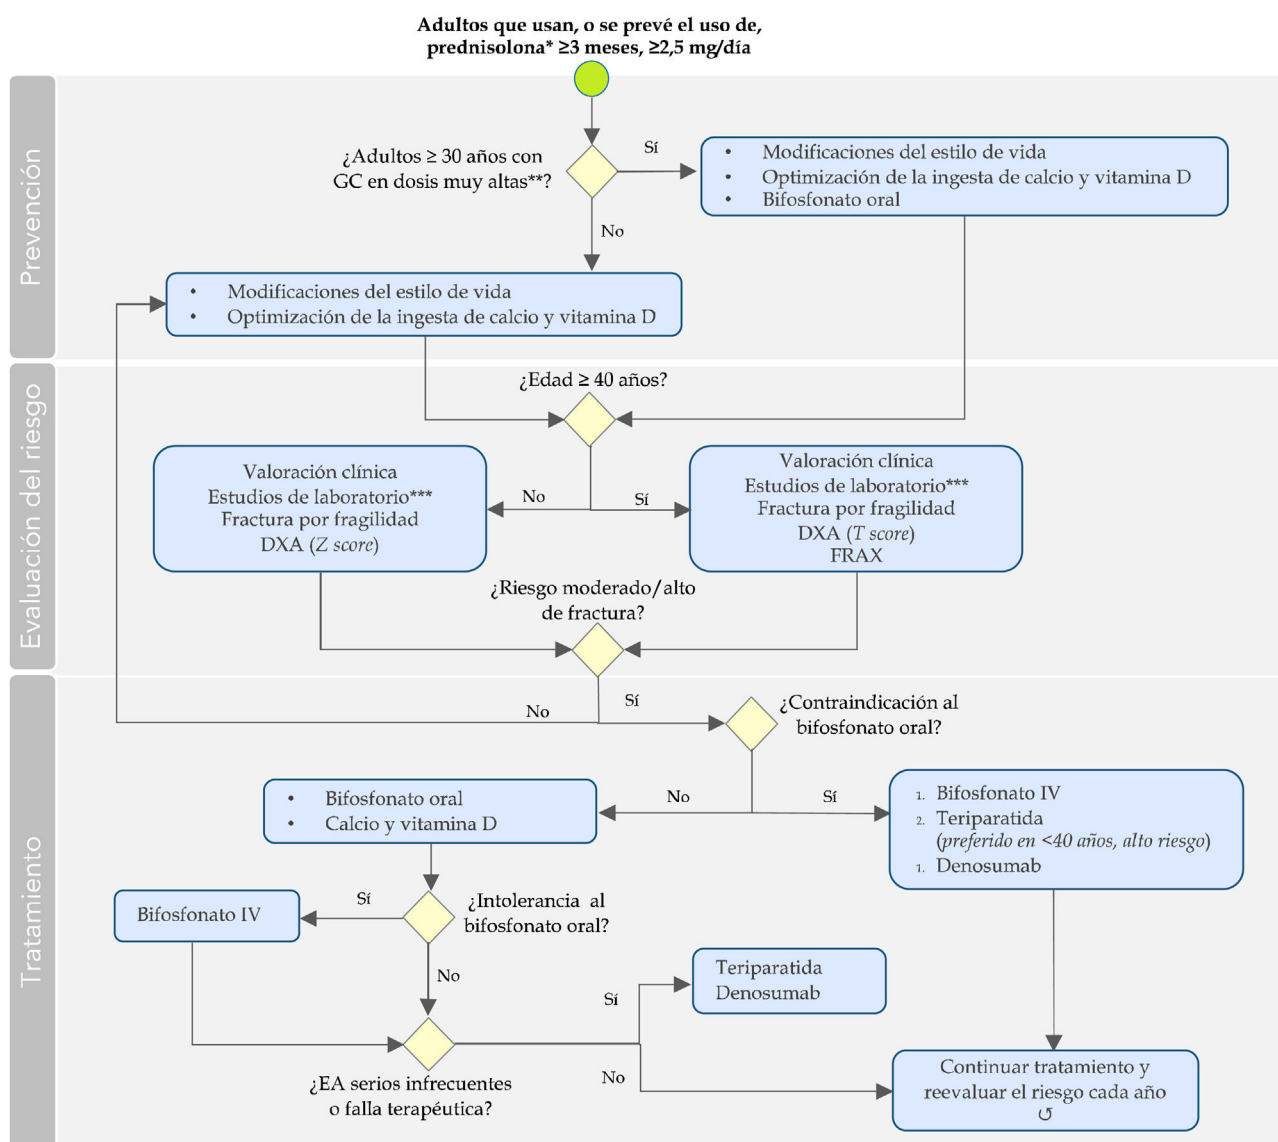 Adultos que usan, o se prevé el uso de,
prednisolona* ≥3 meses, ≥2,5 mg/día
Prevención
¿Adultos ≥ 30 años con
GC en dosis muy altas**?
Sí
• Modificaciones del estilo de vida
• Optimización de la ingesta de calcio y vitamina D
• Bifosfonato oral
No
• Modificaciones del estilo de vida
• Optimización de la ingesta de calcio y vitamina D
Evaluación del riesgo
¿Edad ≥ 40 años?
No
Sí
Valoración clínica
Estudios de laboratorio***
Fractura por fragilidad
DXA (Z score)
Valoración clínica
Estudios de laboratorio***
Fractura por fragilidad
DXA (T score)
FRAX
¿Riesgo moderado/alto
de fractura?
Tratamiento
No
Sí
¿Contraindicación al
bifosfonato oral?
No
Sí
• Bifosfonato oral
• Calcio y vitamina D
1. Bifosfonato IV
2. Teriparatida
(preferido en <40 años, alto riesgo)
1. Denosumab
Sí
¿Intolerancia al
bifosfonato oral?
Bifosfonato IV
No
Sí
Teriparatida
Denosumab
¿EA serios infrecuentes
o falla terapéutica?
No
Continuar tratamiento y
reevaluar el riesgo cada año
↺